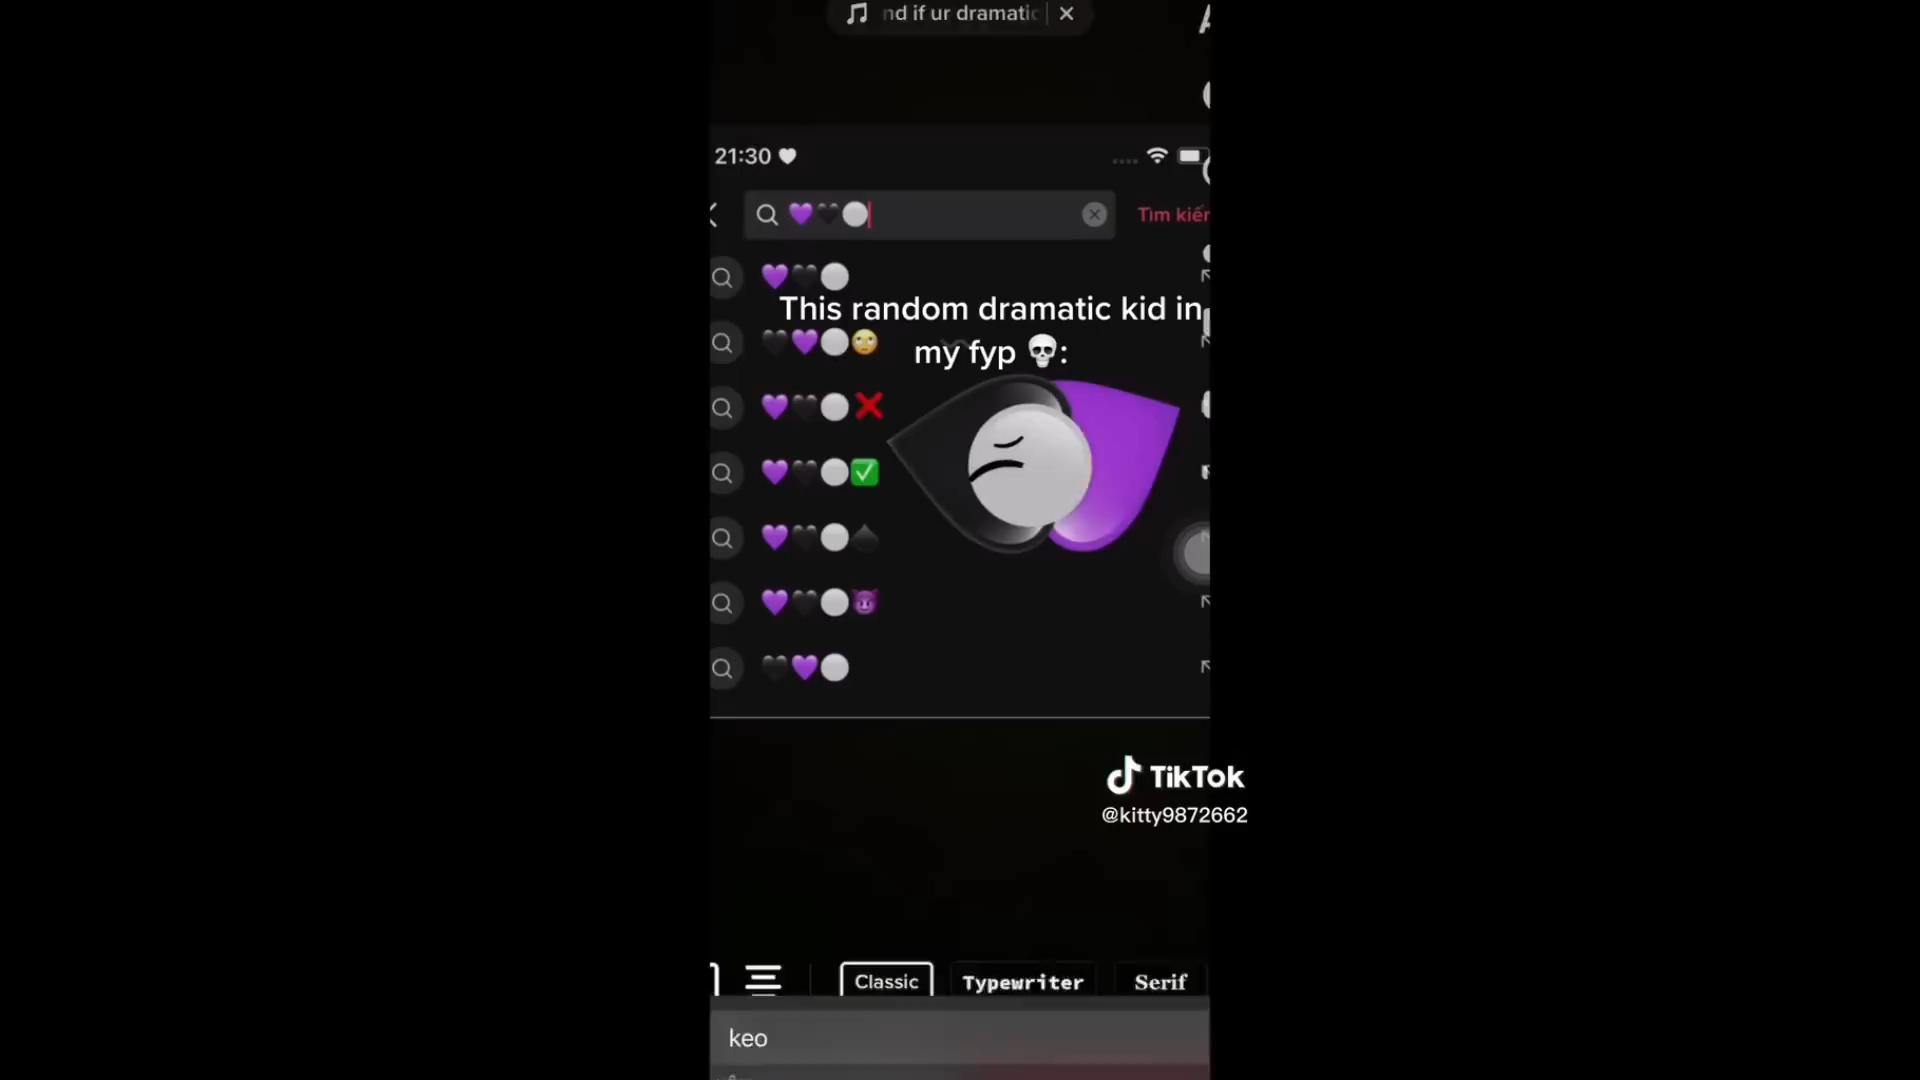 nd if ur dramatic
21:30
Tìm kiến
This random dramatic kid in
my fyp 💀:
TikTok
@kitty9872662
Classic
Typewriter
Serif
keo